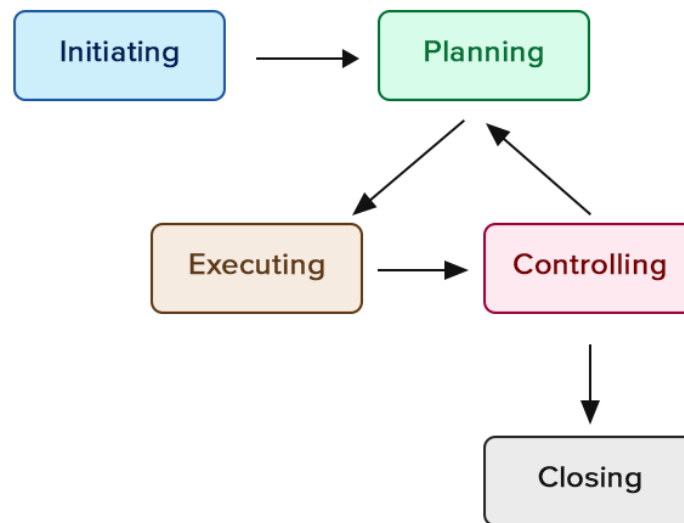 Initiating
Planning
Executing
Controlling
Closing